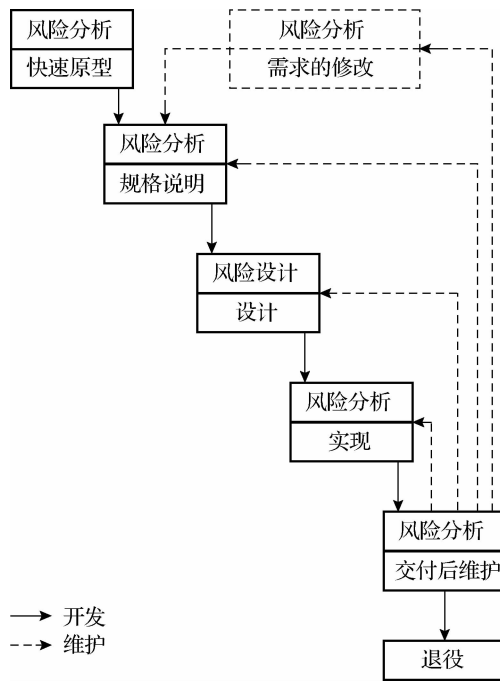 风险分析
快速原型
风险分析
需求的修改
风险分析
规格说明
风险设计
设计
风险分析
实现
风险分析
交付后维护
退役
开发
维护